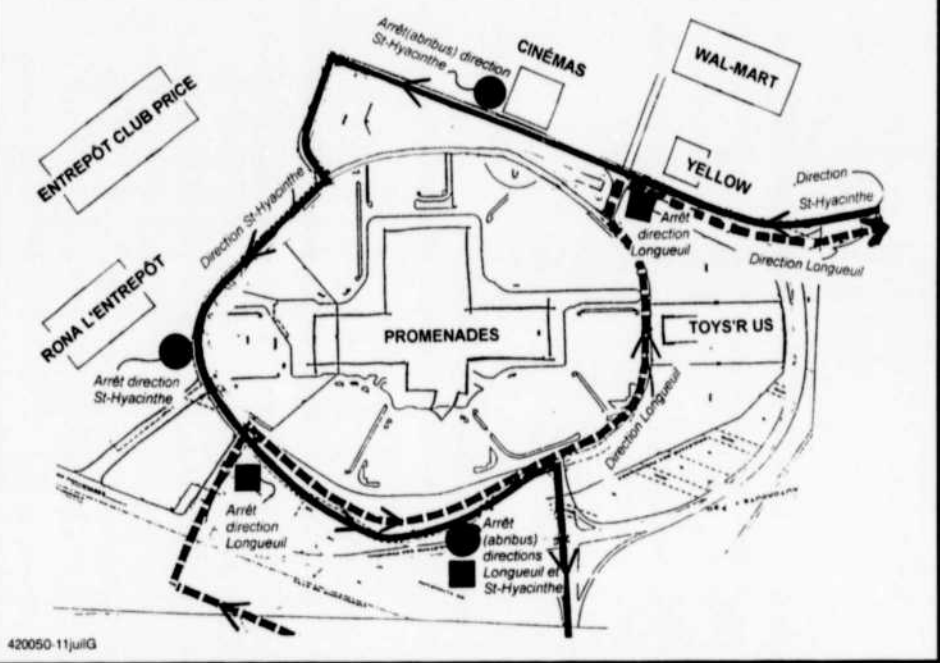 Arrêt(abribus) direction
St-Hyacinthe
CINÉMAS
WAL-MART
ENTREPÔT CLUB PRICE
YELLOW
Direction
St-Hyacinthe
Arrêt
direction
Longueuil
Direction Longueuil
Direction St-Hyacinthe
RONA L'ENTREPÔT
PROMENADES
TOYS'R US
Arrêt direction
St-Hyacinthe
Direction Longueuil
Arrêt
direction
Longueuil
Arrêt
(abribus)
directions
Longueuil et
St-Hyacinthe
420050-11juilG